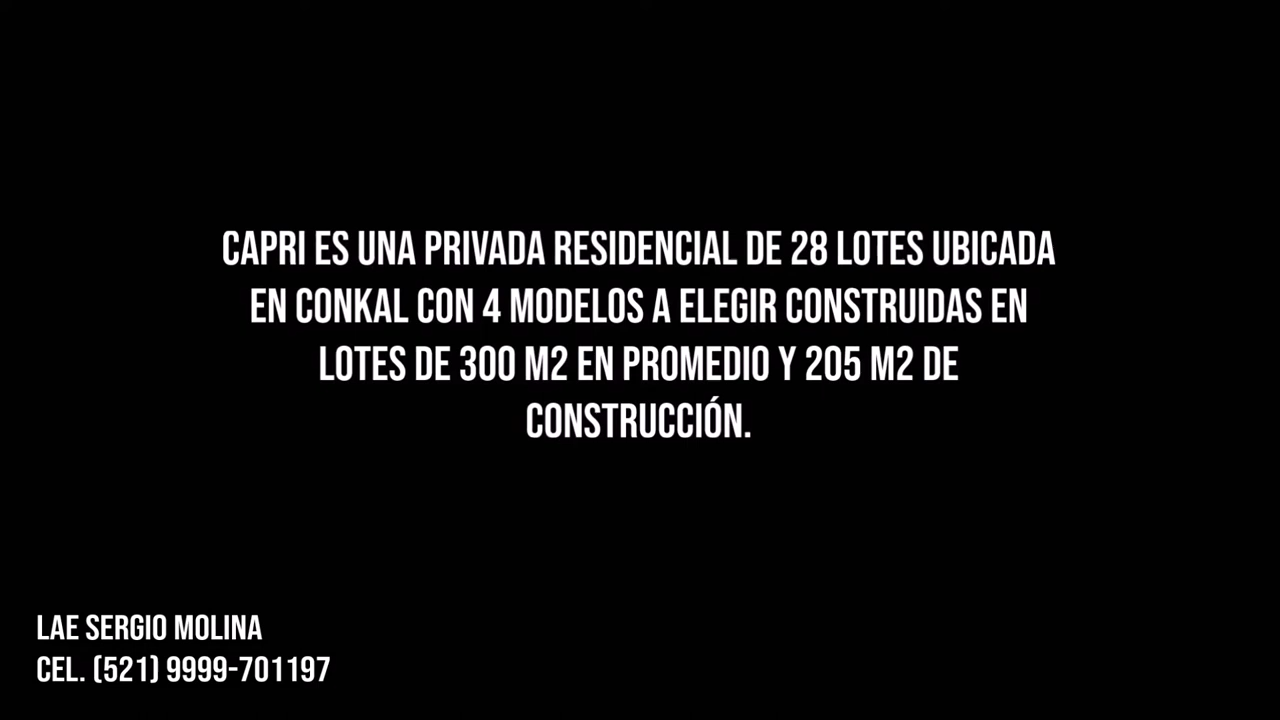 CAPRI ES UNA PRIVADA RESIDENCIAL DE 28 LOTES UBICADA
EN CONKAL CON 4 MODELOS A ELEGIR CONSTRUIDAS EN
LOTES DE 300 M2 EN PROMEDIO Y 205 M2 DE
CONSTRUCCIÓN.
LAE SERGIO MOLINA
CEL. (521) 9999-701197